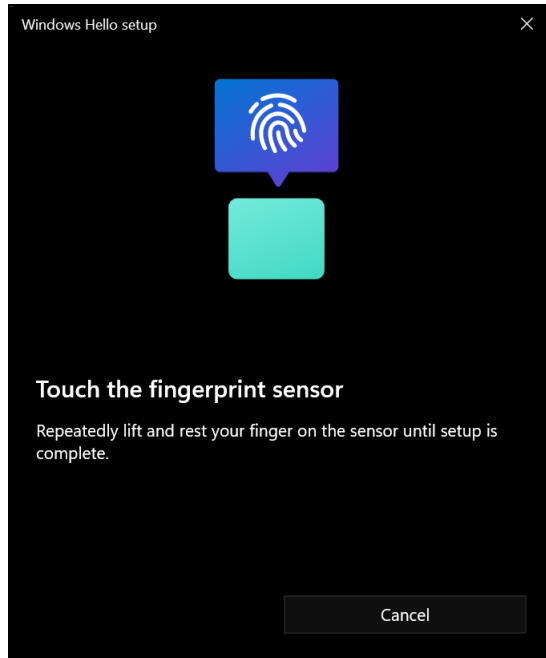 Windows Hello setup
Touch the fingerprint sensor
Repeatedly lift and rest your finger on the sensor until setup is
complete.
Cancel